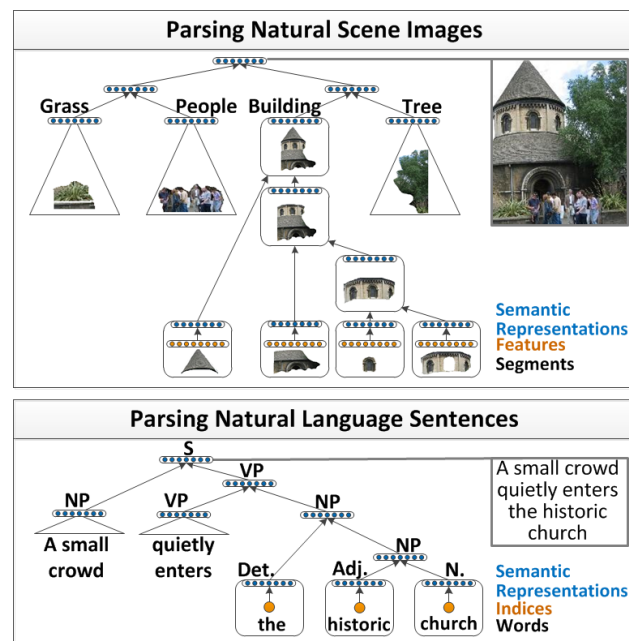 Parsing Natural Scene Images
Grass People Building Tree
Semantic
Representations
Features
Segments
Parsing Natural Language Sentences
S
VP
NP VP NP
A small
crowd
quietly
enters
NP
Det. Adj. N.
the historic church
A small crowd
quietly enters
the historic
church
Semantic
Representations
Indices
Words